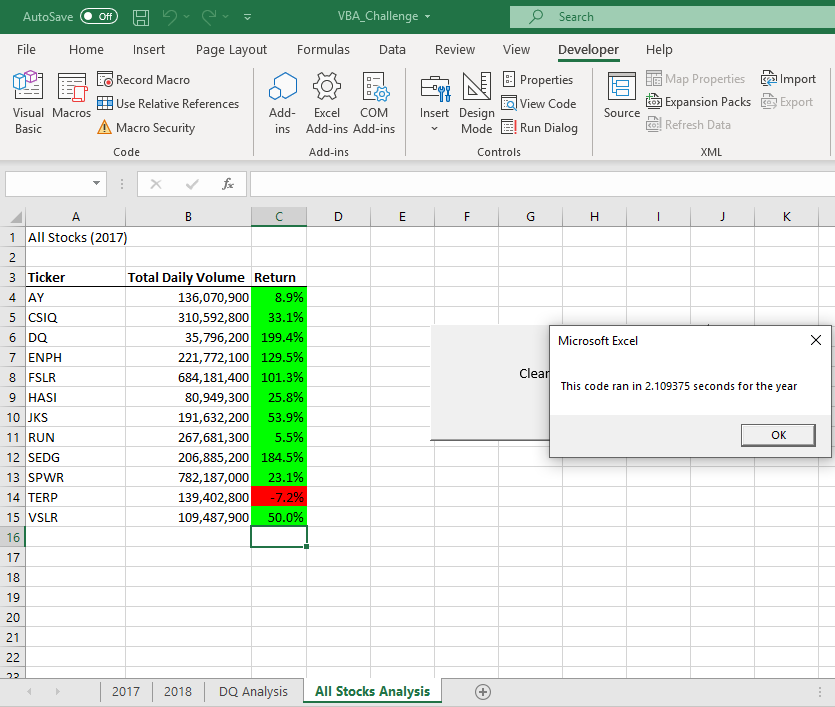 AutoSave Off VBA_Challenge Search
File Home Insert Page Layout Formulas Data Review View Developer Help
Visual Basic
Macros
Record Macro
Use Relative References
Macro Security
Code
Add-ins
Excel Add-ins
COM Add-ins
Add-ins
Insert
Design Mode
Properties
View Code
Run Dialog
Controls
Source
Map Properties
Expansion Packs
Refresh Data
Import
Export
XML
fx
A B C D E F G H I J K
1 All Stocks (2017)
2
3 Ticker Total Daily Volume Return
4 AY 136,070,900 8.9%
5 CSIQ 310,592,800 33.1%
6 DQ 35,796,200 199.4%
7 ENPH 221,772,100 129.5%
8 FSLR 684,181,400 101.3%
9 HASI 80,949,300 25.8%
10 JKS 191,632,200 53.9%
11 RUN 267,681,300 5.5%
12 SEDG 206,885,200 184.5%
13 SPWR 782,187,000 23.1%
14 TERP 139,402,800 -7.2%
15 VSLR 109,487,900 50.0%
16
17
18
19
20
21
22
23
Clear
Microsoft Excel
This code ran in 2.109375 seconds for the year
OK
2017 2018 DQ Analysis All Stocks Analysis